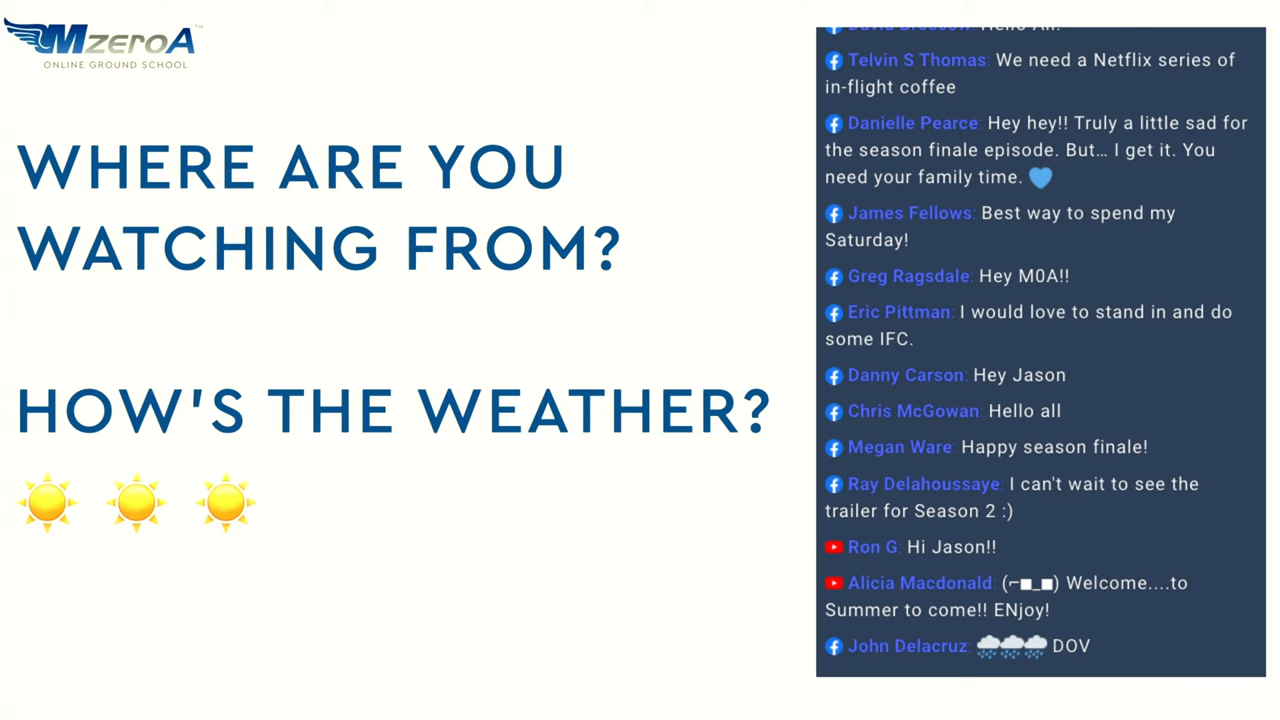 MzeroA™
ONLINE GROUND SCHOOL
WHERE ARE YOU
WATCHING FROM?
HOW'S THE WEATHER?
Hello All!
Telvin S Thomas: We need a Netflix series of
in-flight coffee
Danielle Pearce: Hey hey!! Truly a little sad for
the season finale episode. But... I get it. You
need your family time. 💙
James Fellows: Best way to spend my
Saturday!
Greg Ragsdale: Hey M0A!!
Eric Pittman: I would love to stand in and do
some IFC.
Danny Carson: Hey Jason
Chris McGowan: Hello all
Megan Ware: Happy season finale!
Ray Delahoussaye: I can't wait to see the
trailer for Season 2 :)
Ron G: Hi Jason!!
Alicia Macdonald: (⌐■_■) Welcome....to
Summer to come!! ENjoy!
John Delacruz: 🌧🌧🌧 DOV